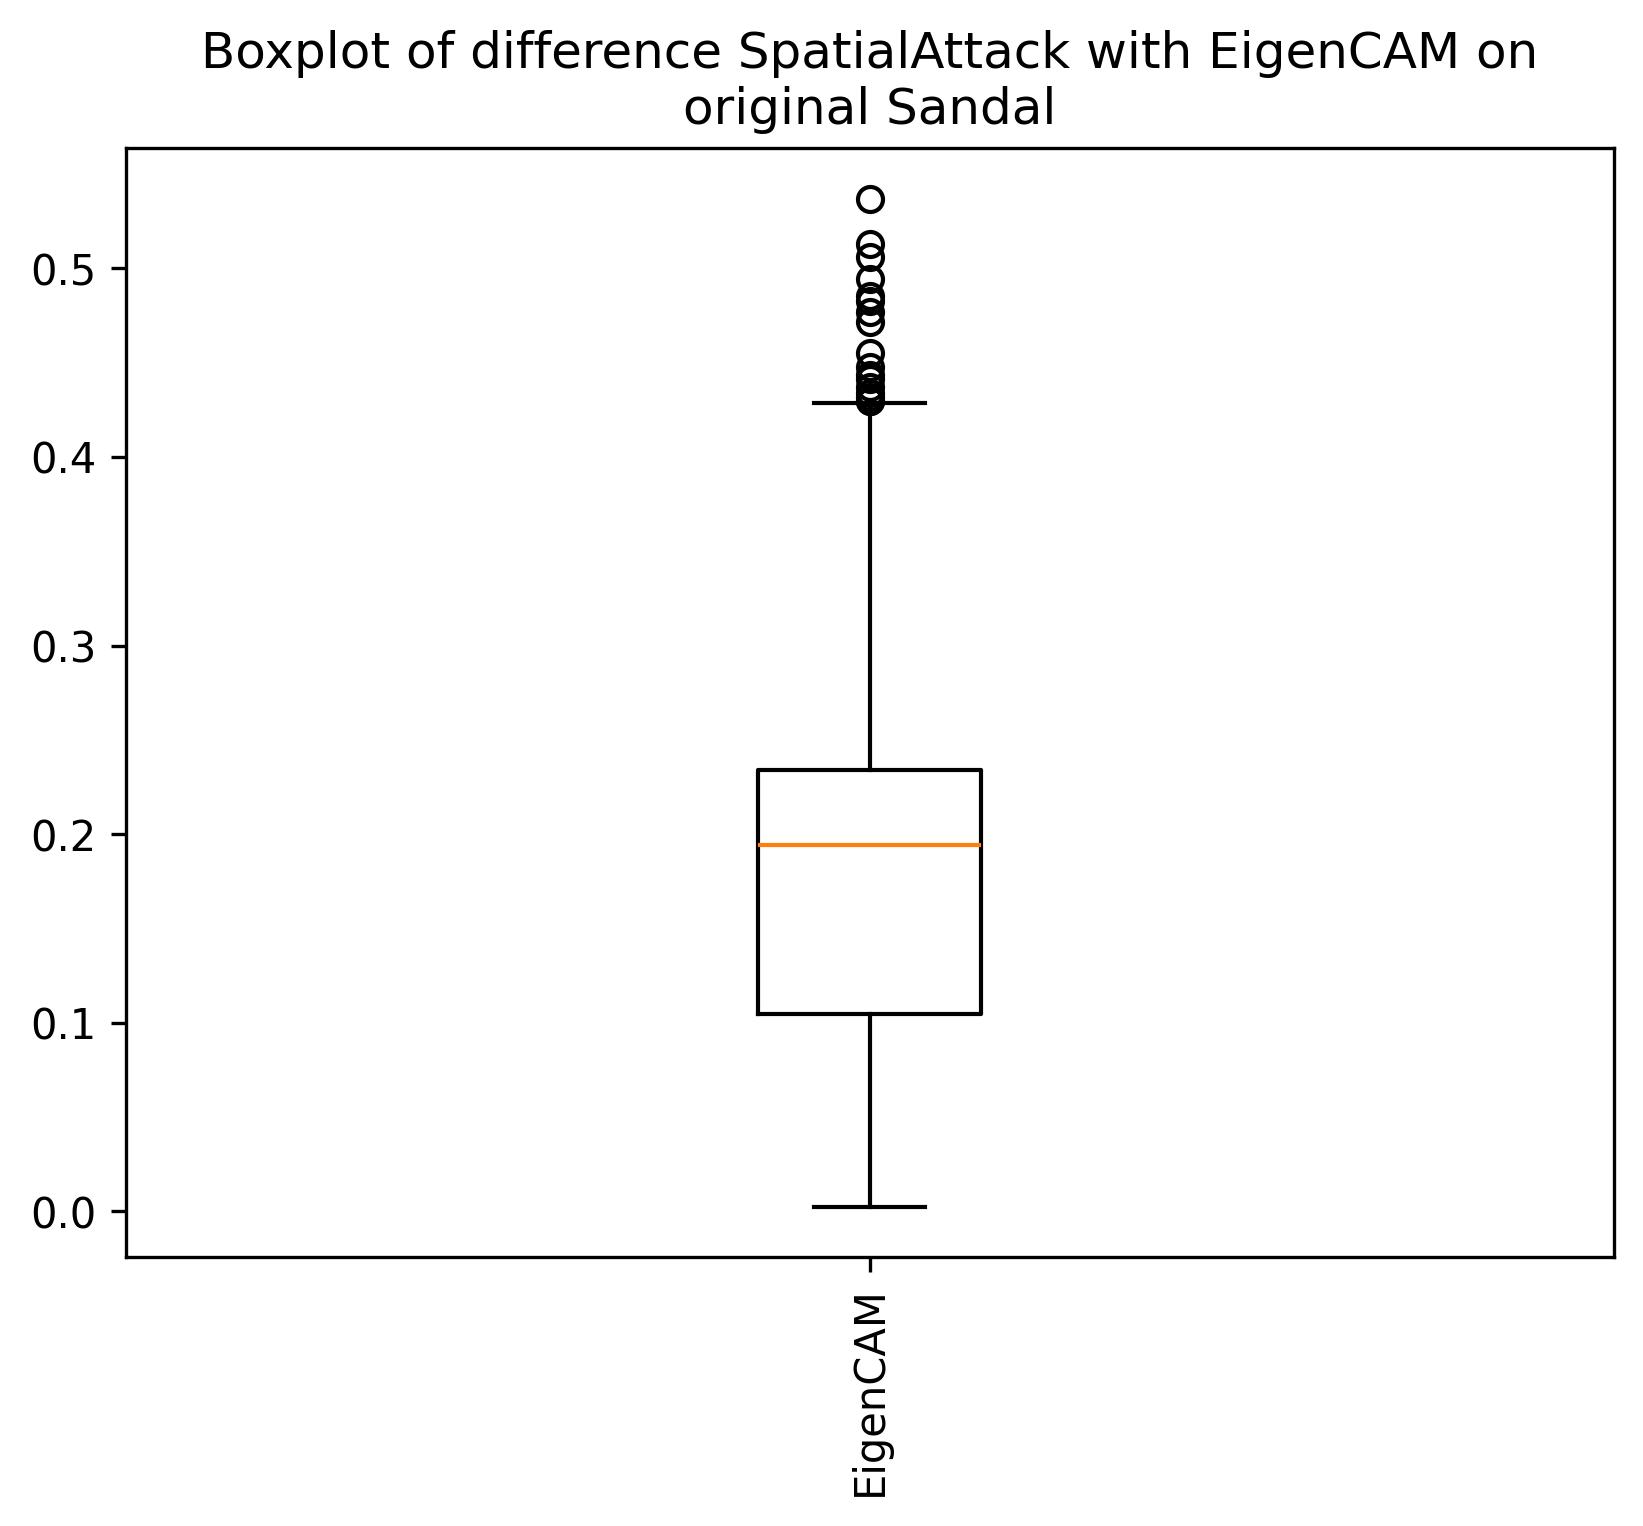 Boxplot of difference SpatialAttack with EigenCAM on
original Sandal
0.5
0.4
0.3
0.2
0.1
0.0
EigenCAM